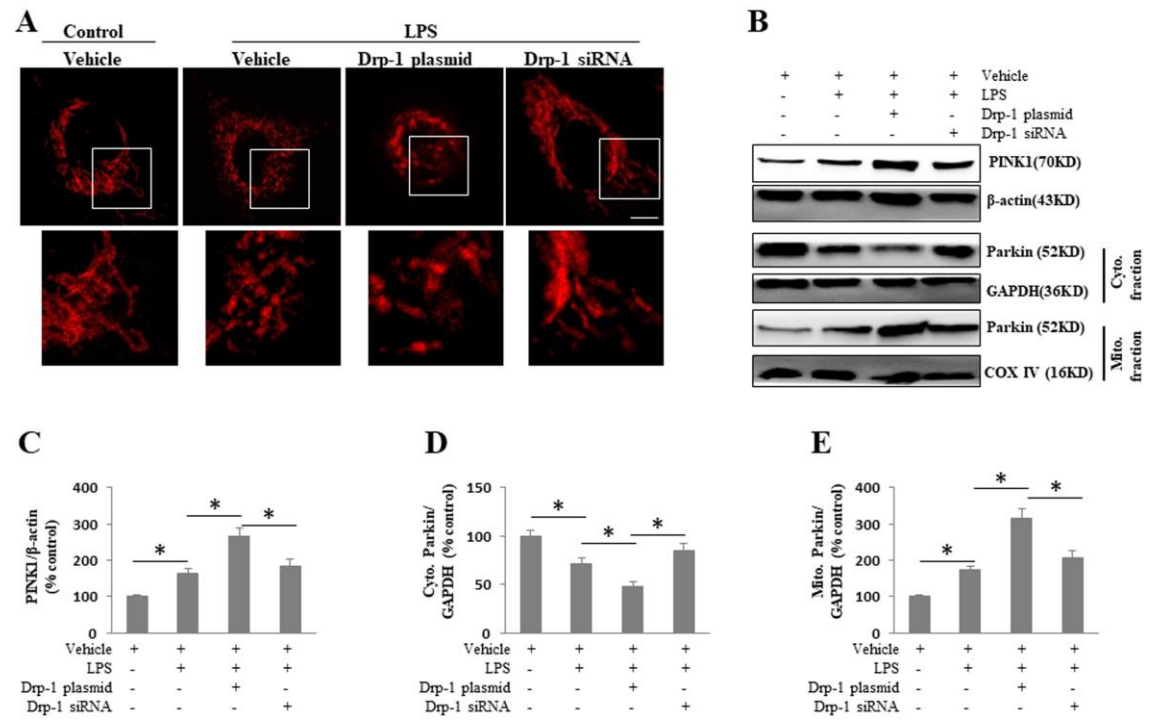 A
Control
LPS
Vehicle
Vehicle
Drp-1 plasmid
Drp-1 siRNA
B
+ + + + Vehicle
- + + + LPS
- - + - Drp-1 plasmid
- - - + Drp-1 siRNA
PINK1(70KD)
β-actin(43KD)
Parkin (52KD)
GAPDH(36KD)
Cyto.
fraction
Parkin (52KD)
COX IV (16KD)
Mito.
fraction
C
PINK1/β-actin
(% control)
400
300
200
100
0
*
*
*
Vehicle + + + +
LPS - + + +
Drp-1 plasmid - - + -
Drp-1 siRNA - - - +
D
Cyto. Parkin/
GAPDH (% control)
150
100
50
0
*
*
*
Vehicle + + + +
LPS - + + +
Drp-1 plasmid - - + -
Drp-1 siRNA - - - +
E
Mito. Parkin/
GAPDH (% control)
400
300
200
100
0
*
*
*
Vehicle + + + +
LPS - + + +
Drp-1 plasmid - - + -
Drp-1 siRNA - - - +